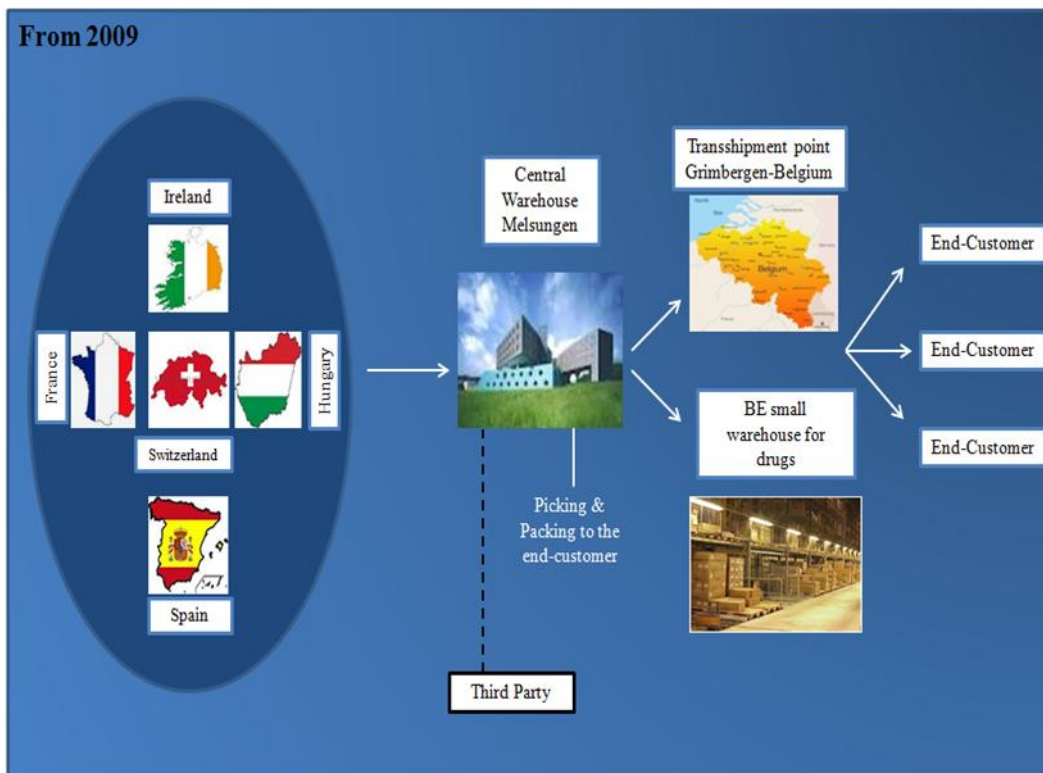 From 2009
Ireland
France
Hungary
Switzerland
Spain
Central
Warehouse
Melsungen
Picking &
Packing to the
end-customer
Third Party
Transshipment point
Grimbergen-Belgium
Belgium
BE small
warehouse for
drugs
End-Customer
End-Customer
End-Customer